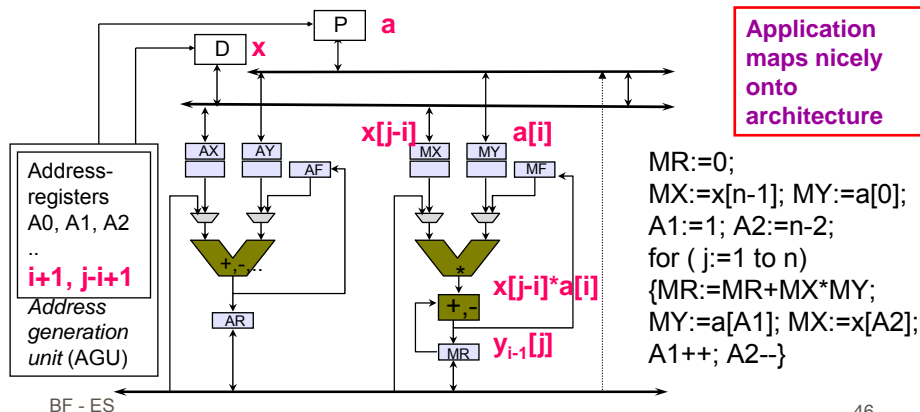 P
a
D
x
Application
maps nicely
onto
architecture
x[j-i]
a[i]
AX
AY
AF
MX
MY
MF
Address-
registers
A0, A1, A2
..
i+1, j-i+1
Address
generation
unit (AGU)
+,-,..
*
x[j-i]*a[i]
+,-
AR
y_{i-1}[j]
MR
MR:=0;
MX:=x[n-1]; MY:=a[0];
A1:=1; A2:=n-2;
for ( j:=1 to n)
{MR:=MR+MX*MY;
MY:=a[A1]; MX:=x[A2];
A1++; A2--}
BF - ES
46